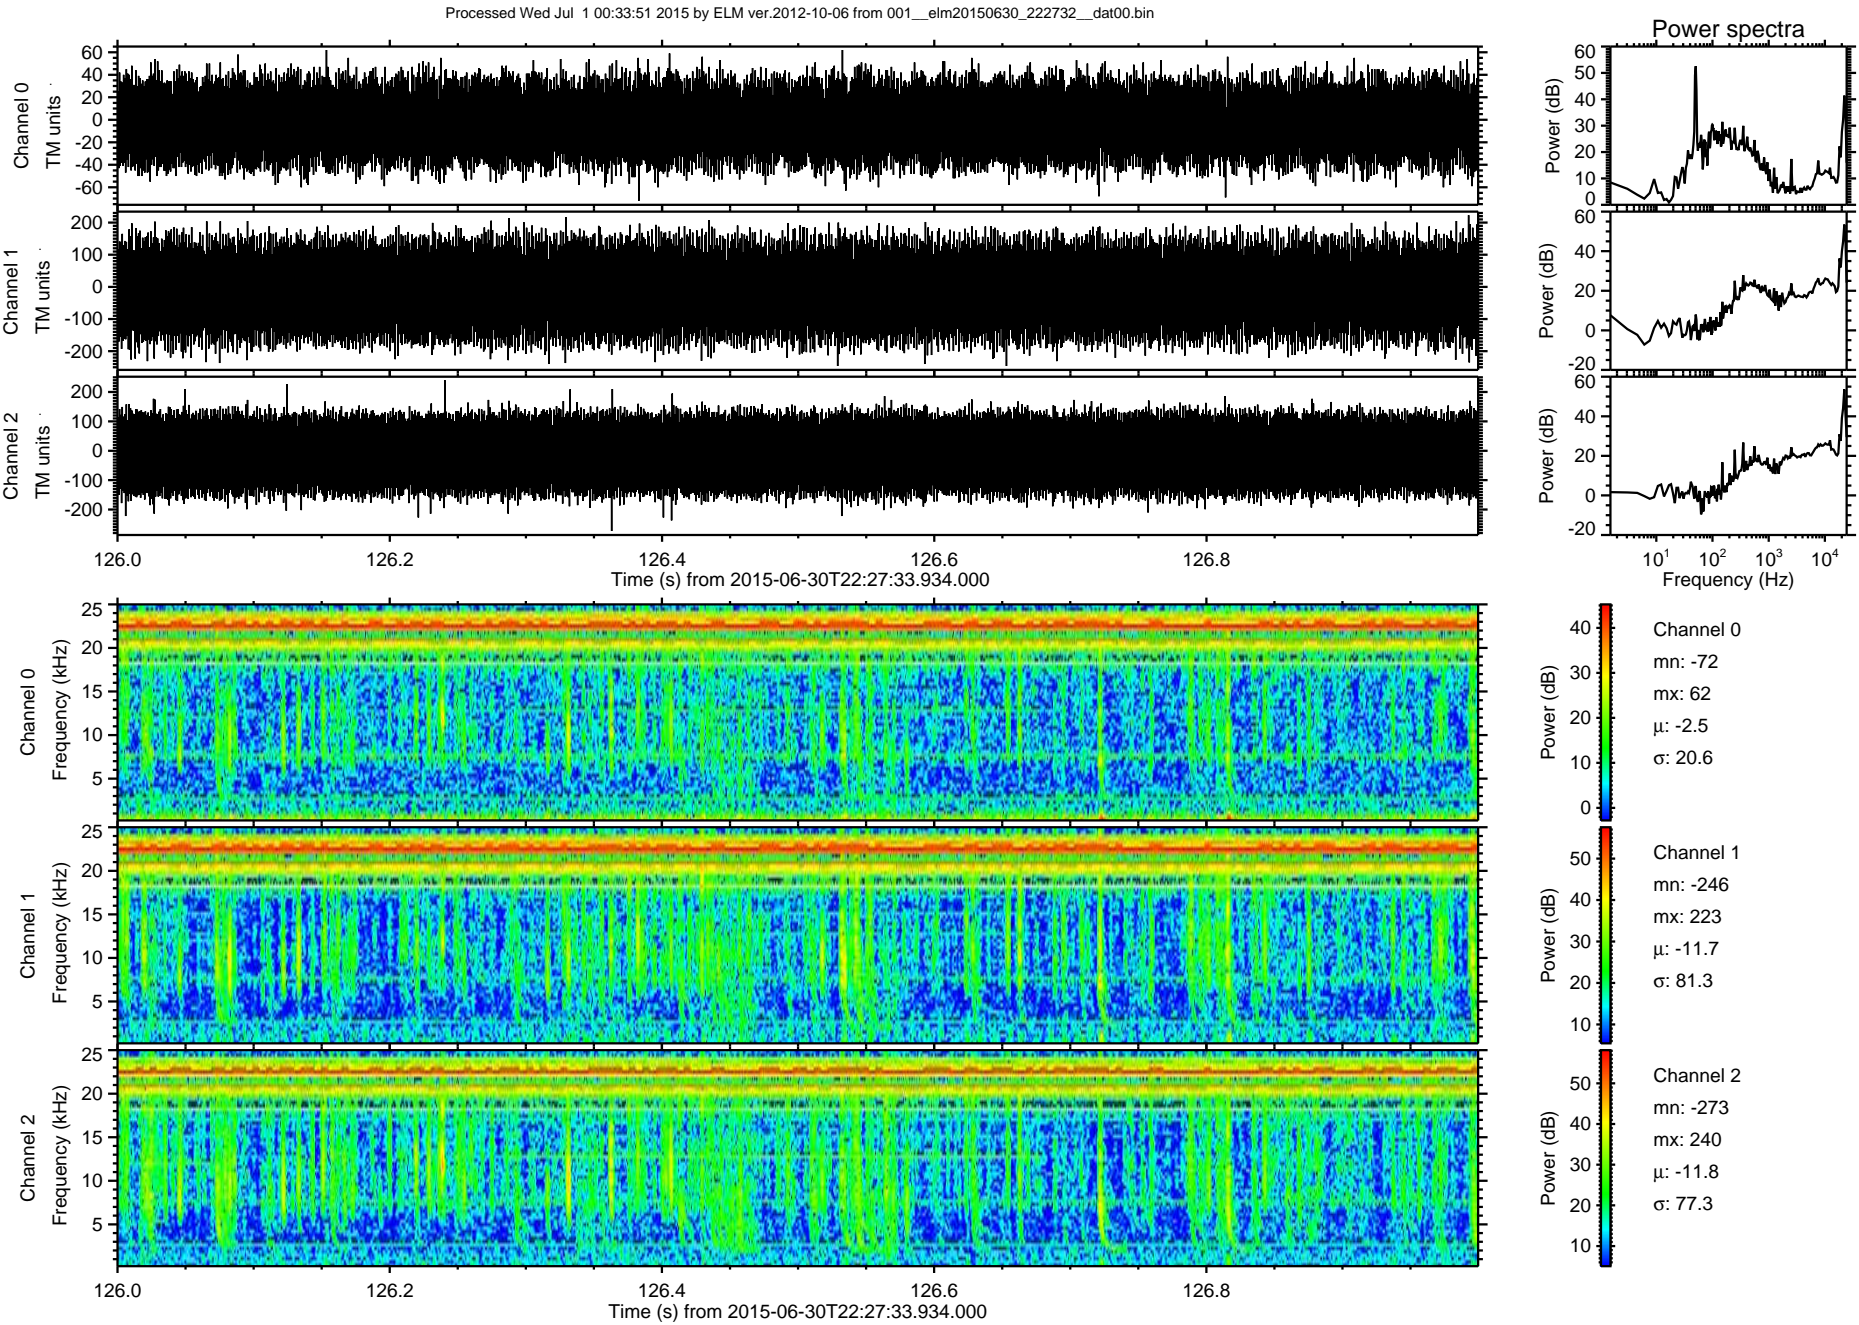 Processed Wed Jul  1 00:33:51 2015 by ELM ver.2012-10-06 from 001__elm20150630_222732__dat00.bin
Power spectra
Channel 0
TM units
60
40
20
0
-20
-40
-60
Power (dB)
60
50
40
30
20
10
0
Channel 1
TM units
200
100
0
-100
-200
Power (dB)
60
40
20
0
-20
Channel 2
TM units
200
100
0
-100
-200
Power (dB)
60
40
20
0
-20
126.0 126.2 126.4 126.6 126.8
Time (s) from 2015-06-30T22:27:33.934.000
10¹ 10² 10³ 10⁴
Frequency (Hz)
Channel 0
Frequency (kHz)
25
20
15
10
5
Power (dB)
40
30
20
10
0
Channel 0
mn: -72
mx: 62
μ: -2.5
σ: 20.6
Channel 1
Frequency (kHz)
25
20
15
10
5
Power (dB)
50
40
30
20
10
Channel 1
mn: -246
mx: 223
μ: -11.7
σ: 81.3
Channel 2
Frequency (kHz)
25
20
15
10
5
Power (dB)
50
40
30
20
10
Channel 2
mn: -273
mx: 240
μ: -11.8
σ: 77.3
126.0 126.2 126.4 126.6 126.8
Time (s) from 2015-06-30T22:27:33.934.000